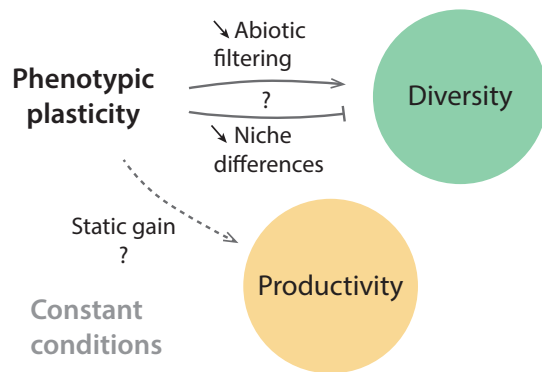 ↘ Abiotic
filtering
Phenotypic
plasticity
?
Diversity
↘ Niche
differences
Static gain
?
Productivity
Constant
conditions